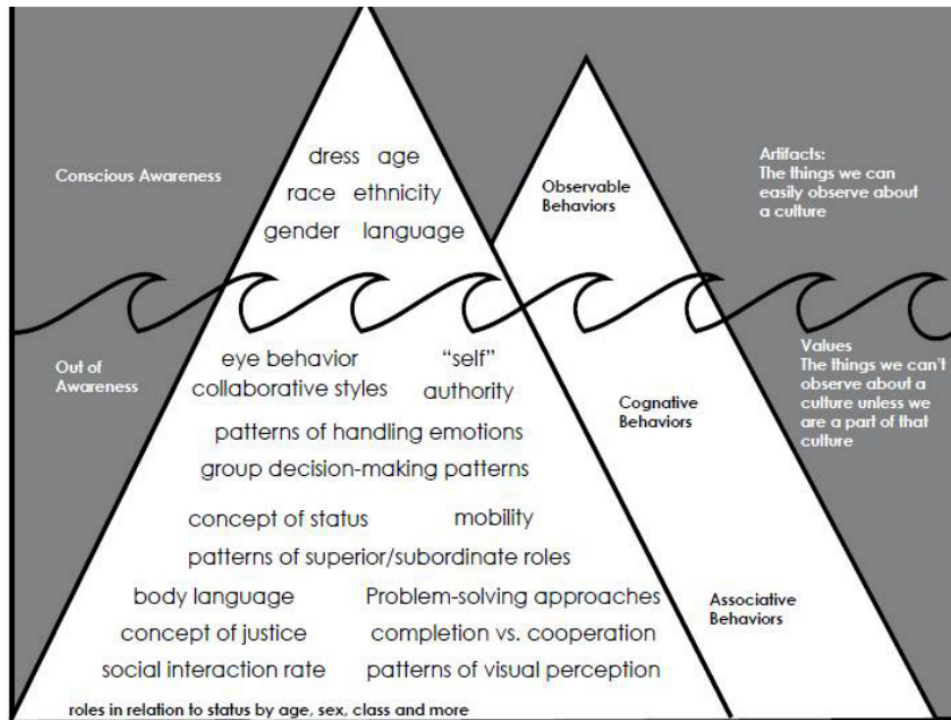 Conscious Awareness
dress age
race ethnicity
gender language
Observable
Behaviors
Artifacts:
The things we can
easily observe about
a culture
Out of
Awareness
eye behavior "self"
collaborative styles authority
patterns of handling emotions
group decision-making patterns
concept of status mobility
patterns of superior/subordinate roles
body language Problem-solving approaches
concept of justice completion vs. cooperation
social interaction rate patterns of visual perception
roles in relation to status by age, sex, class and more
Cognative
Behaviors
Associative
Behaviors
Values
The things we can't
observe about a
culture unless we
are a part of that
culture